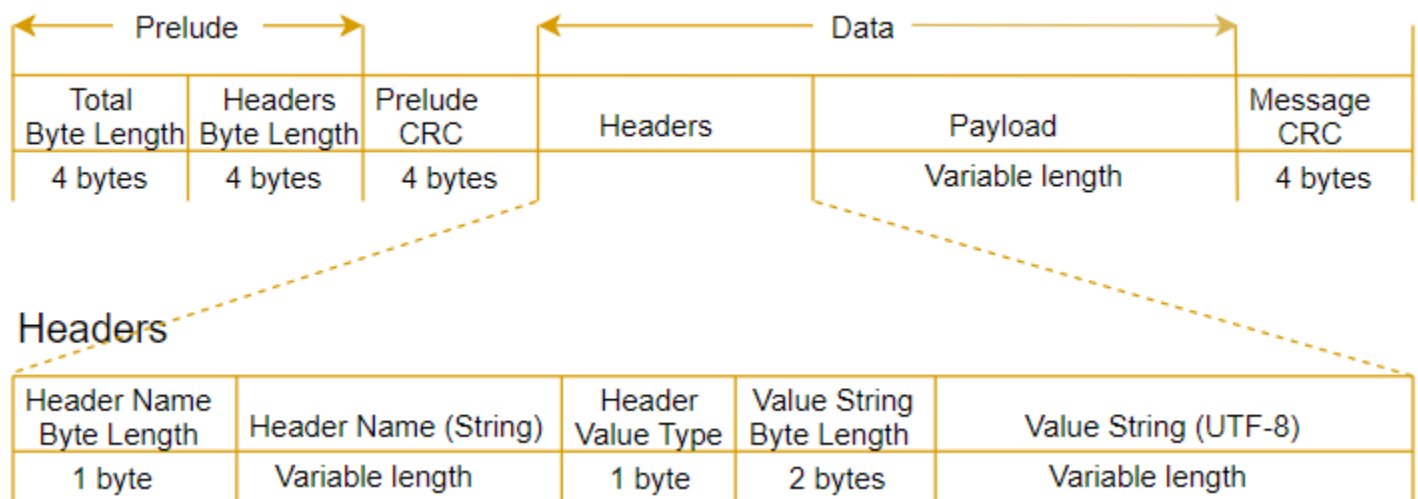 Prelude
Data
Total
Byte Length
Headers
Byte Length
Prelude
CRC
Headers
Payload
Message
CRC
4 bytes
4 bytes
4 bytes
Variable length
4 bytes
Headers
Header Name
Byte Length
Header Name (String)
Header
Value Type
Value String
Byte Length
Value String (UTF-8)
1 byte
Variable length
1 byte
2 bytes
Variable length